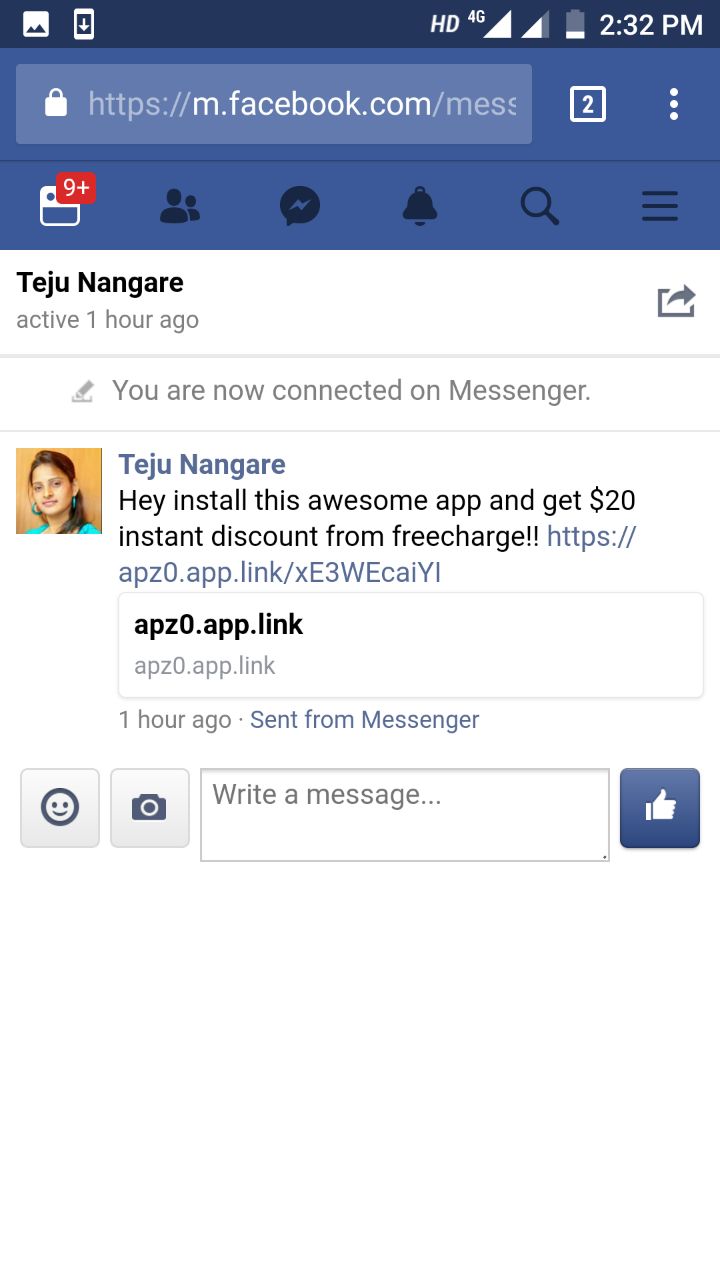 HD 4G 2:32 PM
https://m.facebook.com/mess
2
9+
Teju Nangare
active 1 hour ago
You are now connected on Messenger.
Teju Nangare
Hey install this awesome app and get $20
instant discount from freecharge!! https://
apz0.app.link/xE3WEcaiYI
apz0.app.link
apz0.app.link
1 hour ago · Sent from Messenger
Write a message...